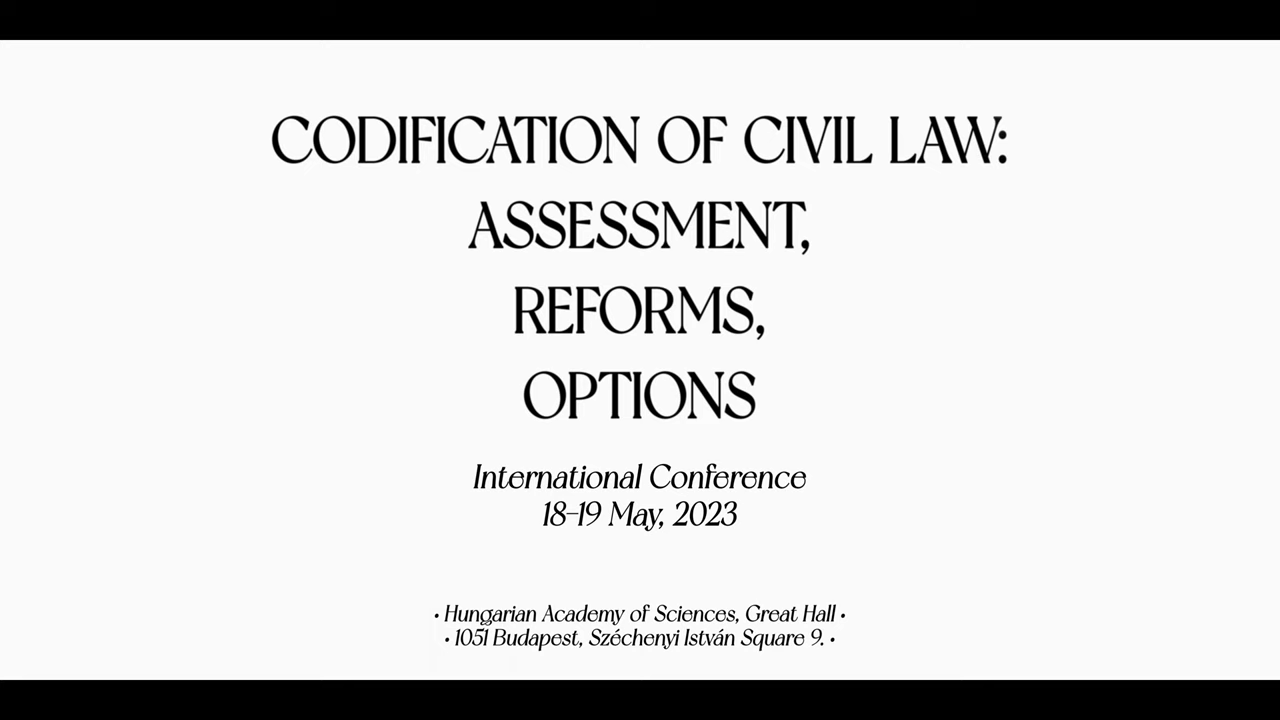 CODIFICATION OF CIVIL LAW:
ASSESSMENT,
REFORMS,
OPTIONS
International Conference
18-19 May, 2023
• Hungarian Academy of Sciences, Great Hall •
• 1051 Budapest, Széchenyi István Square 9. •